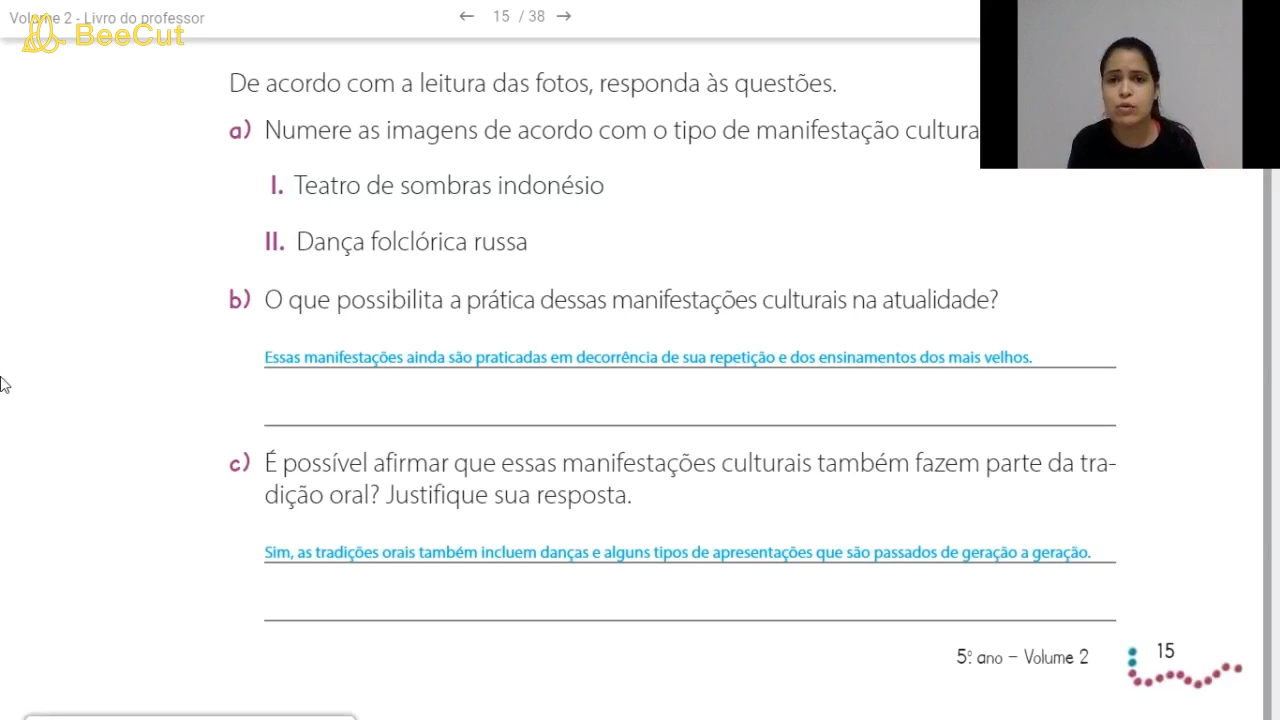 Volume 2 - Livro do professor
15 / 38
BeeCut
De acordo com a leitura das fotos, responda às questões.
a) Numere as imagens de acordo com o tipo de manifestação cultura
I. Teatro de sombras indonésio
II. Dança folclórica russa
b) O que possibilita a prática dessas manifestações culturais na atualidade?
Essas manifestações ainda são praticadas em decorrência de sua repetição e dos ensinamentos dos mais velhos.
c) É possível afirmar que essas manifestações culturais também fazem parte da tra-
dição oral? Justifique sua resposta.
Sim, as tradições orais também incluem danças e alguns tipos de apresentações que são passados de geração a geração.
5º. ano – Volume 2
15